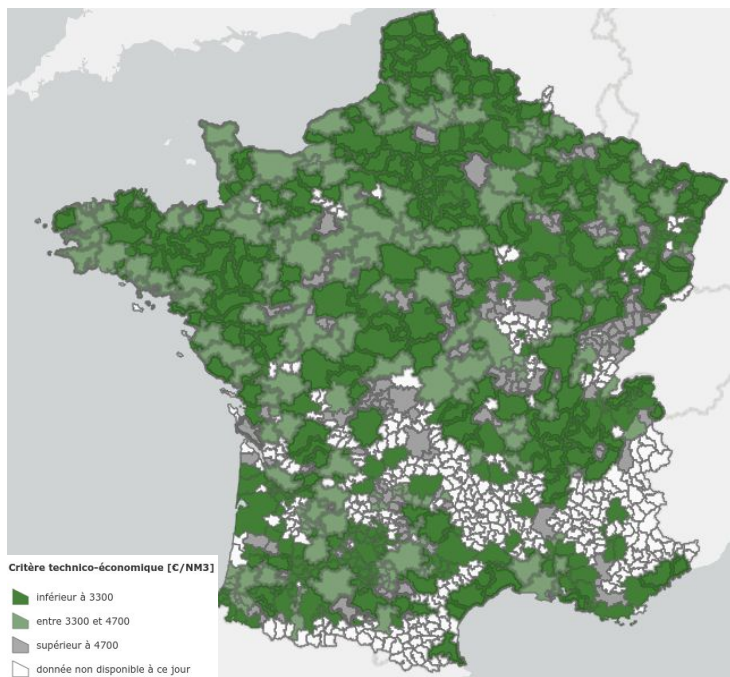 Critère technico-économique [C/NM3]
inférieur à 3300
entre 3300 et 4700
supérieur à 4700
donnée non disponible à ce jour